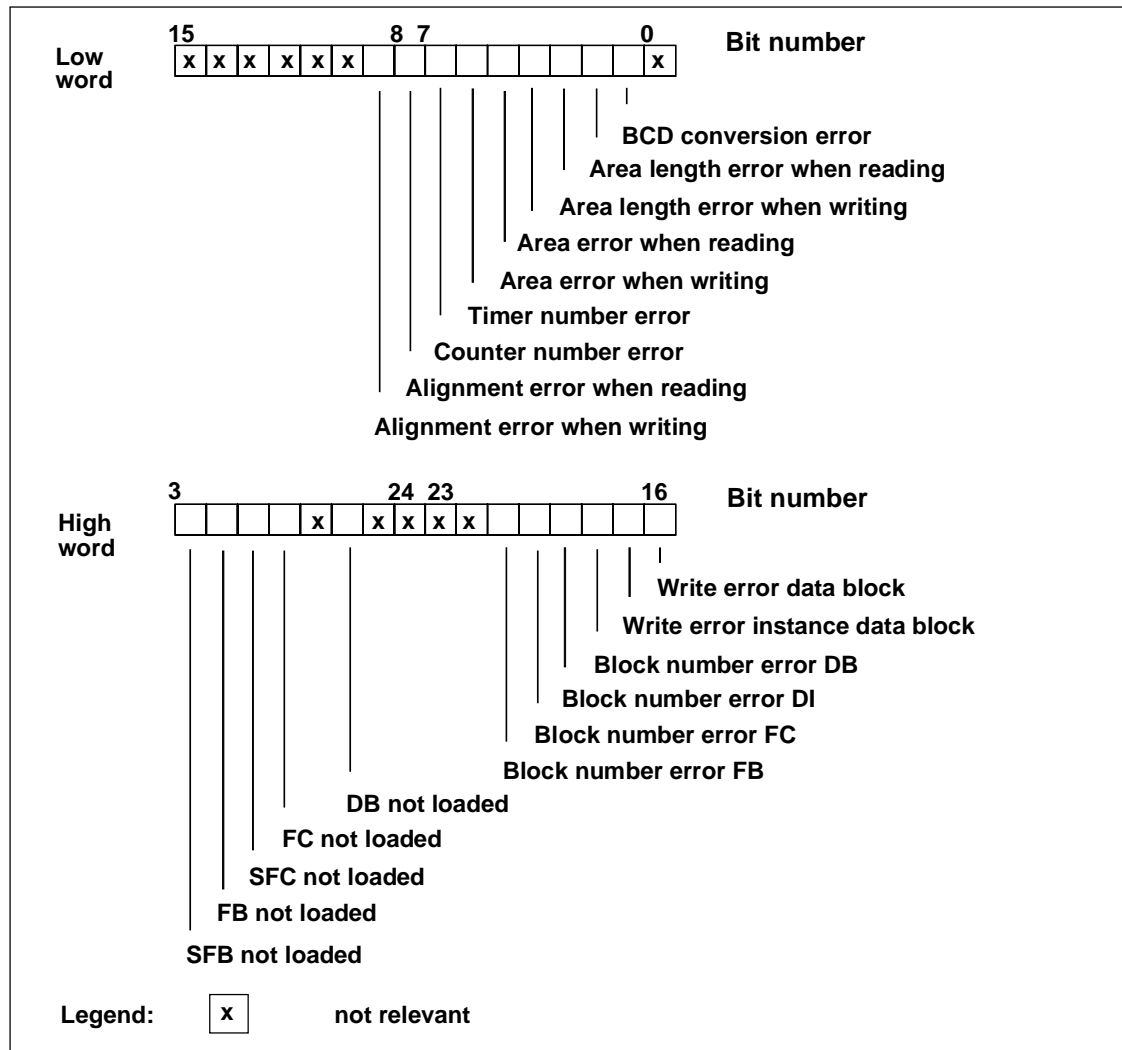 15 8 7 0 Bit number
Low word
x x x x x x x
BCD conversion error
Area length error when reading
Area length error when writing
Area error when reading
Area error when writing
Timer number error
Counter number error
Alignment error when reading
Alignment error when writing
3 24 23 16 Bit number
High word
x x x x x
Write error data block
Write error instance data block
Block number error DB
Block number error DI
Block number error FC
Block number error FB
DB not loaded
FC not loaded
SFC not loaded
FB not loaded
SFB not loaded
Legend: x not relevant